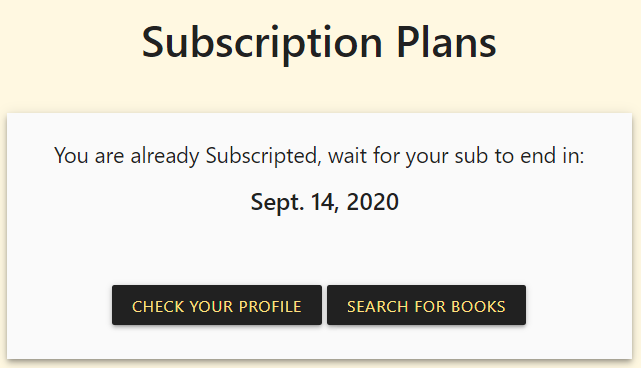 Subscription Plans
You are already Subscripted, wait for your sub to end in:
Sept. 14, 2020
CHECK YOUR PROFILE SEARCH FOR BOOKS